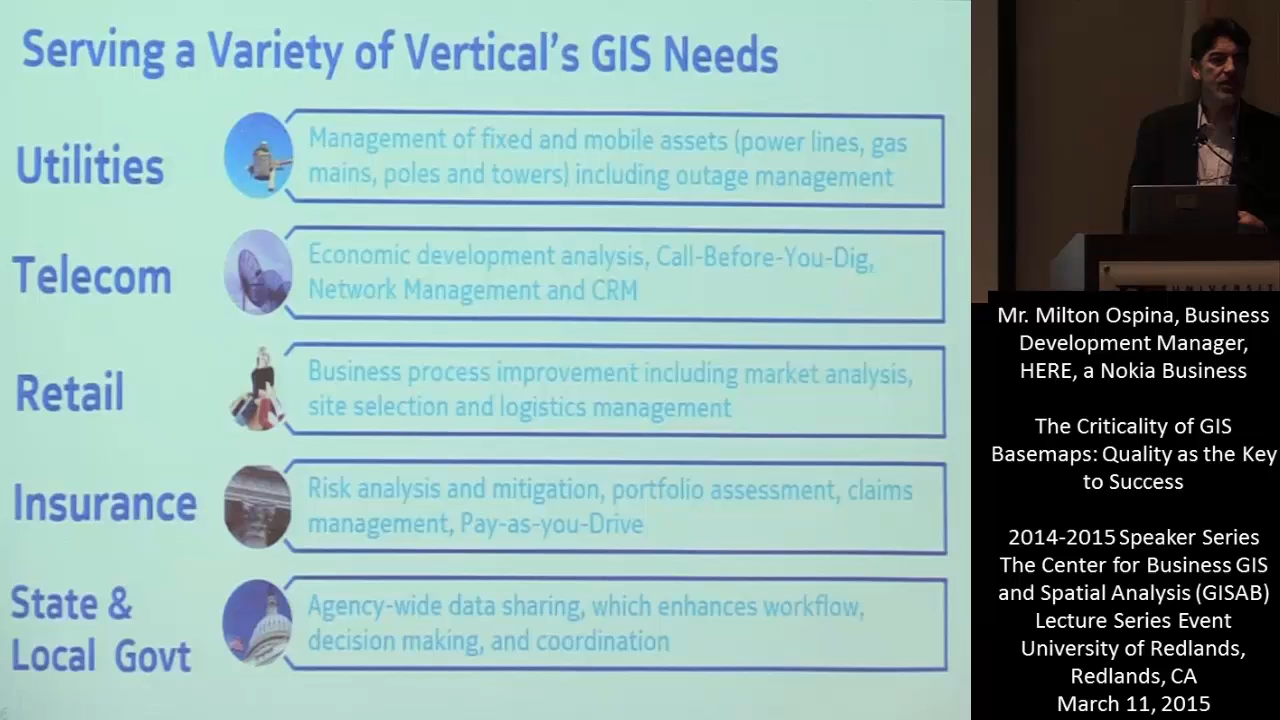 Serving a Variety of Vertical's GIS Needs
Utilities
Management of fixed and mobile assets (power lines, gas
mains, poles and towers) including outage management
Telecom
Economic development analysis, Call-Before-You-Dig,
Network Management and CRM
Retail
Business process improvement including market analysis,
site selection and logistics management
Insurance
Risk analysis and mitigation, portfolio assessment, claims
management, Pay-as-you-Drive
State &
Local Govt
Agency-wide data sharing, which enhances workflow,
decision making, and coordination
UNIVERSIT
Mr. Milton Ospina, Business
Development Manager,
HERE, a Nokia Business
The Criticality of GIS
Basemaps: Quality as the Key
to Success
2014-2015 Speaker Series
The Center for Business GIS
and Spatial Analysis (GISAB)
Lecture Series Event
University of Redlands,
Redlands, CA
March 11, 2015